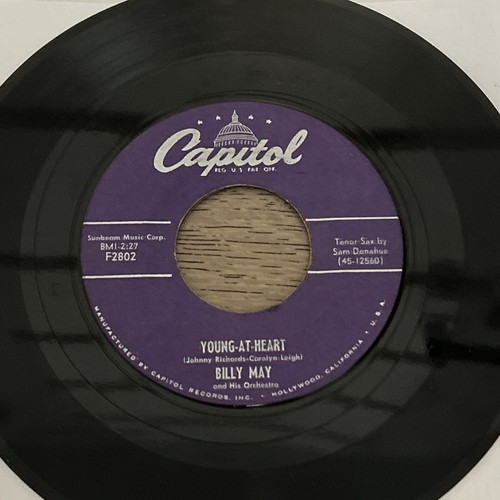 Capitol
REG. U.S. PAT. OFF.
Sunbeam Music Corp.
BMI-2:27
F2802
Tenor Sax by
Sam Donahue
(45-12560)
YOUNG-AT-HEART
(Johnny Richards-Carolyn Leigh)
BILLY MAY
and His Orchestra
MANUFACTURED BY CAPITOL RECORDS, INC. • HOLLYWOOD, CALIFORNIA • U.S.A.